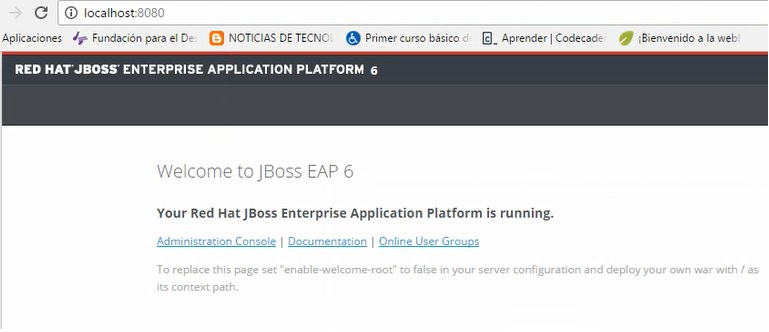 localhost:8080
Aplicaciones Fundación para el De: NOTICIAS DE TECNOL Primer curso básico d Aprender | Codecade ¡Bienvenido a la web!
RED HAT JBOSS ENTERPRISE APPLICATION PLATFORM 6
Welcome to JBoss EAP 6
Your Red Hat JBoss Enterprise Application Platform is running.
Administration Console | Documentation | Online User Groups
To replace this page set "enable-welcome-root" to false in your server configuration and deploy your own war with / as
its context path.